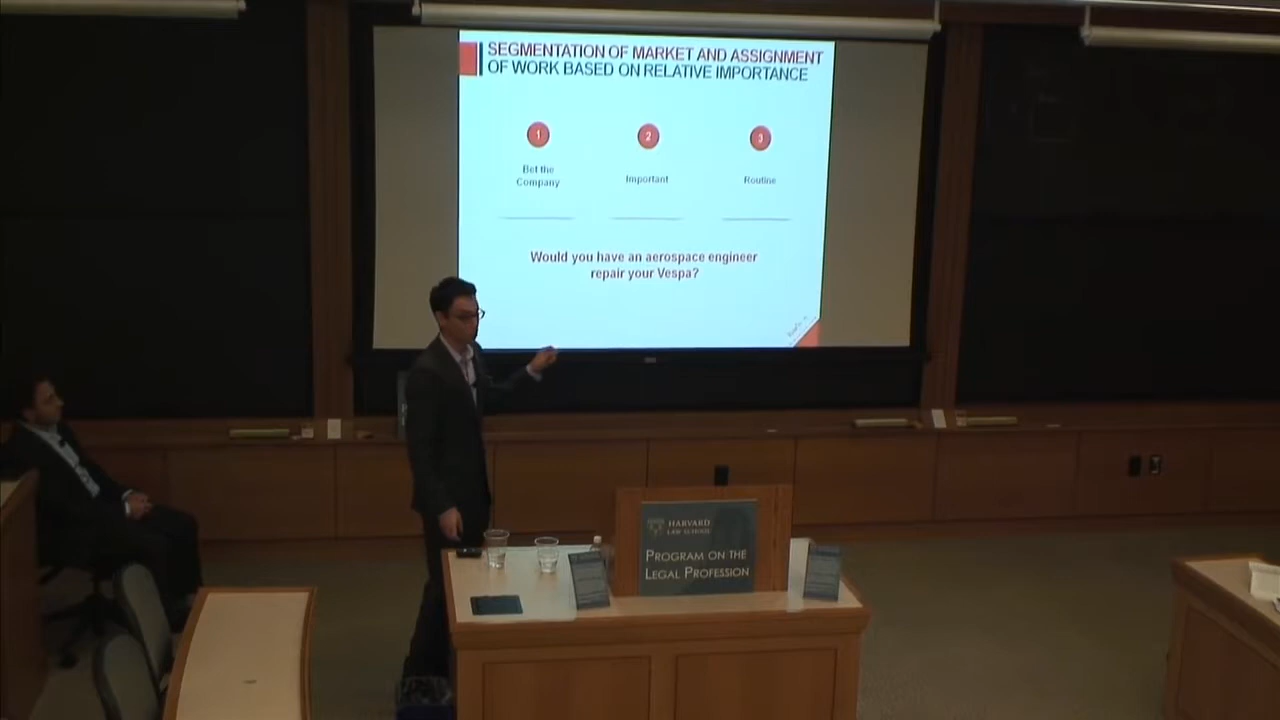 SEGMENTATION OF MARKET AND ASSIGNMENT
OF WORK BASED ON RELATIVE IMPORTANCE
1
2
3
Bet the
Company
Important
Routine
Would you have an aerospace engineer
repair your Vespa?
HARVARD
LAW SCHOOL
PROGRAM ON THE
LEGAL PROFESSION